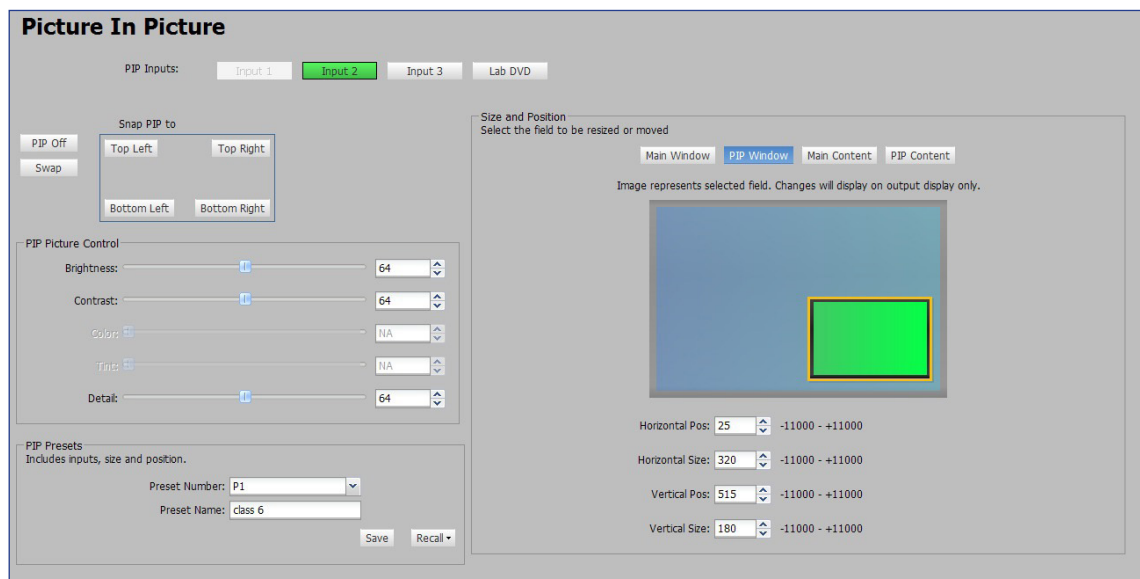 Picture In Picture
PIP Inputs: Input 1 Input 2 Input 3 Lab DVD
Snap PIP to
PIP Off
Swap
Top Left Top Right
Bottom Left Bottom Right
PIP Picture Control
Brightness: 64
Contrast: 64
Color: NA
Tint: NA
Detail: 64
PIP Presets
Includes inputs, size and position.
Preset Number: P1
Preset Name: class 6
Save Recall
Size and Position
Select the field to be resized or moved
Main Window PIP Window Main Content PIP Content
Image represents selected field. Changes will display on output display only.
Horizontal Pos: 25 -11000 - +11000
Horizontal Size: 320 -11000 - +11000
Vertical Pos: 515 -11000 - +11000
Vertical Size: 180 -11000 - +11000